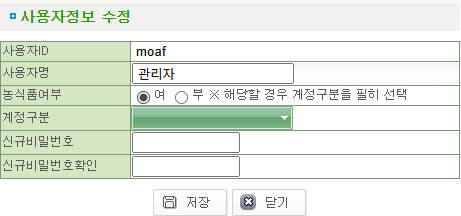 사용자정보 수정
사용자ID moaf
사용자명 관리자
농식품여부 여 부 ※ 해당할 경우 계정구분을 필히 선택
계정구분
신규비밀번호
신규비밀번호확인
저장 닫기